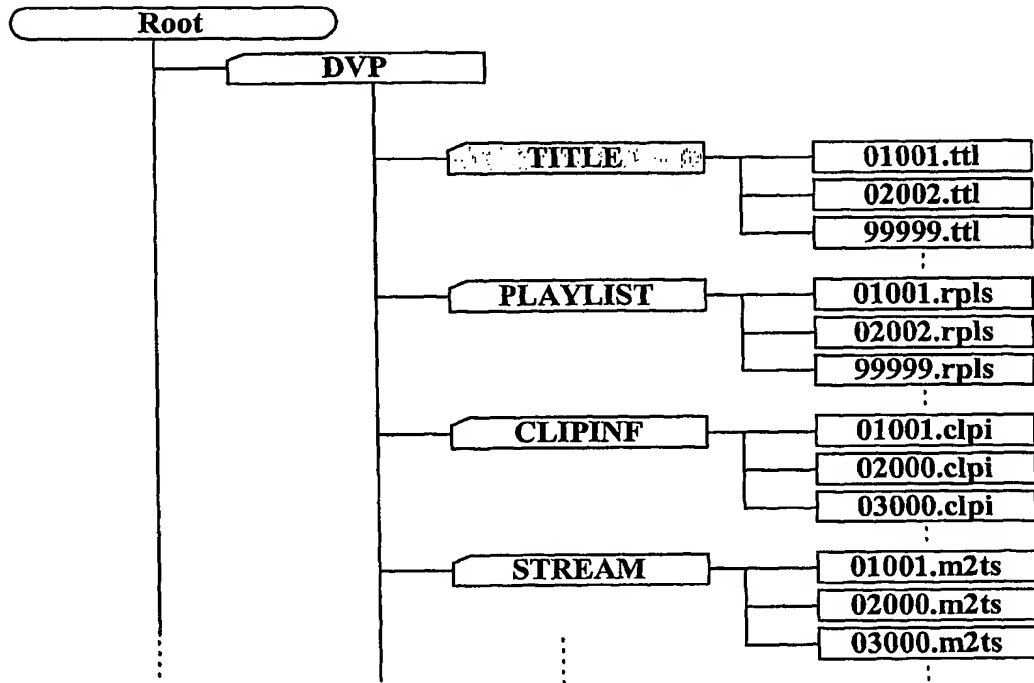 Root
DVP
TITLE
01001.ttl
02002.ttl
99999.ttl
PLAYLIST
01001.rpls
02002.rpls
99999.rpls
CLIPINF
01001.clpi
02000.clpi
03000.clpi
STREAM
01001.m2ts
02000.m2ts
03000.m2ts